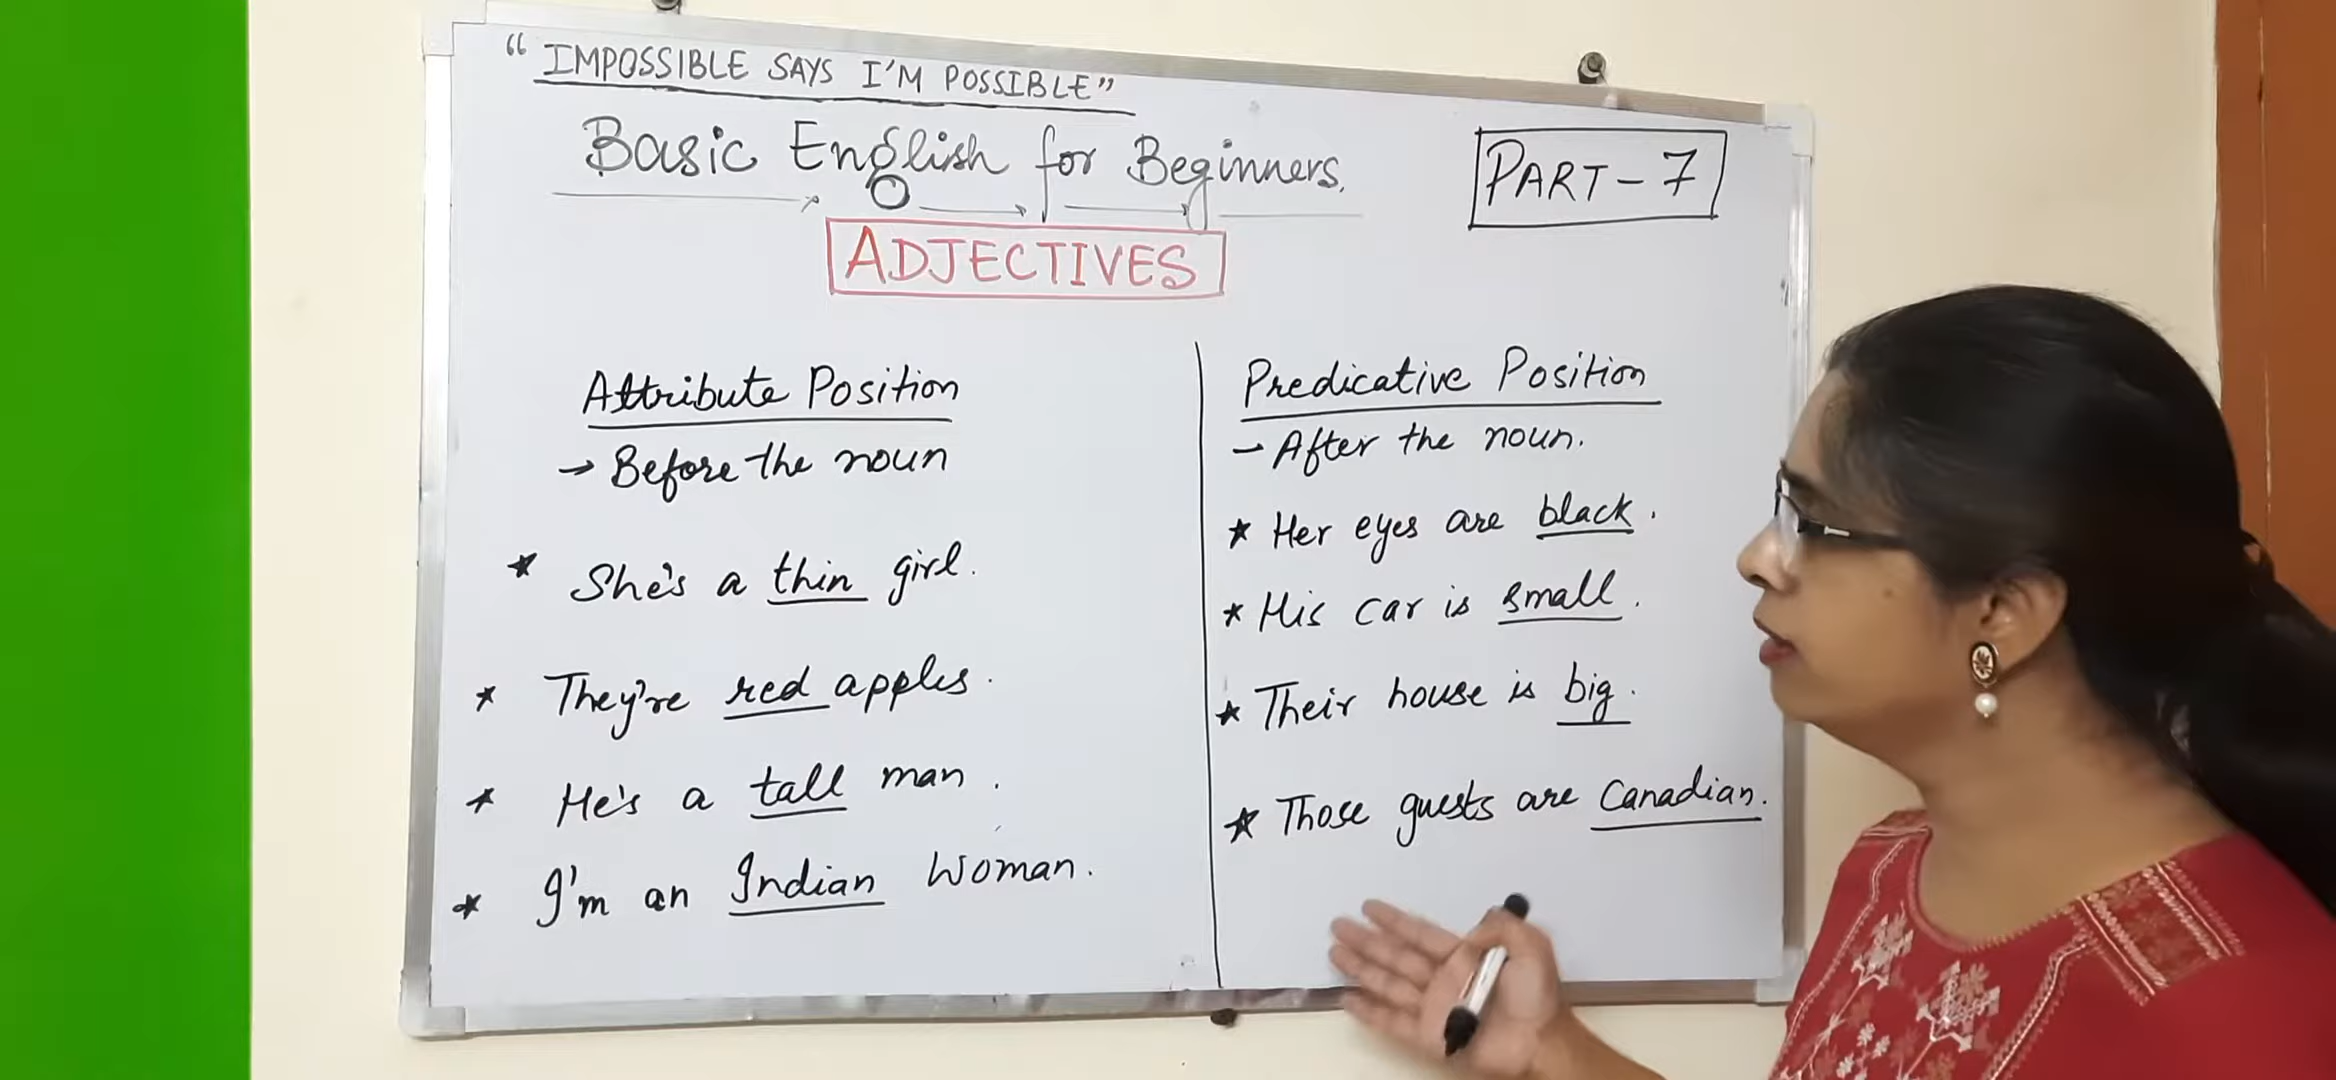 “ IMPOSSIBLE SAYS I'M POSSIBLE”
Basic English for Beginners.
PART-7
ADJECTIVES
Attribute Position
→ Before the noun
* She's a thin girl.
* They're red apples.
* He's a tall man.
* I'm an Indian Woman.
Predicative Position
- After the noun.
* Her eyes are black.
* His car is small.
* Their house is big.
* Those guests are Canadian.